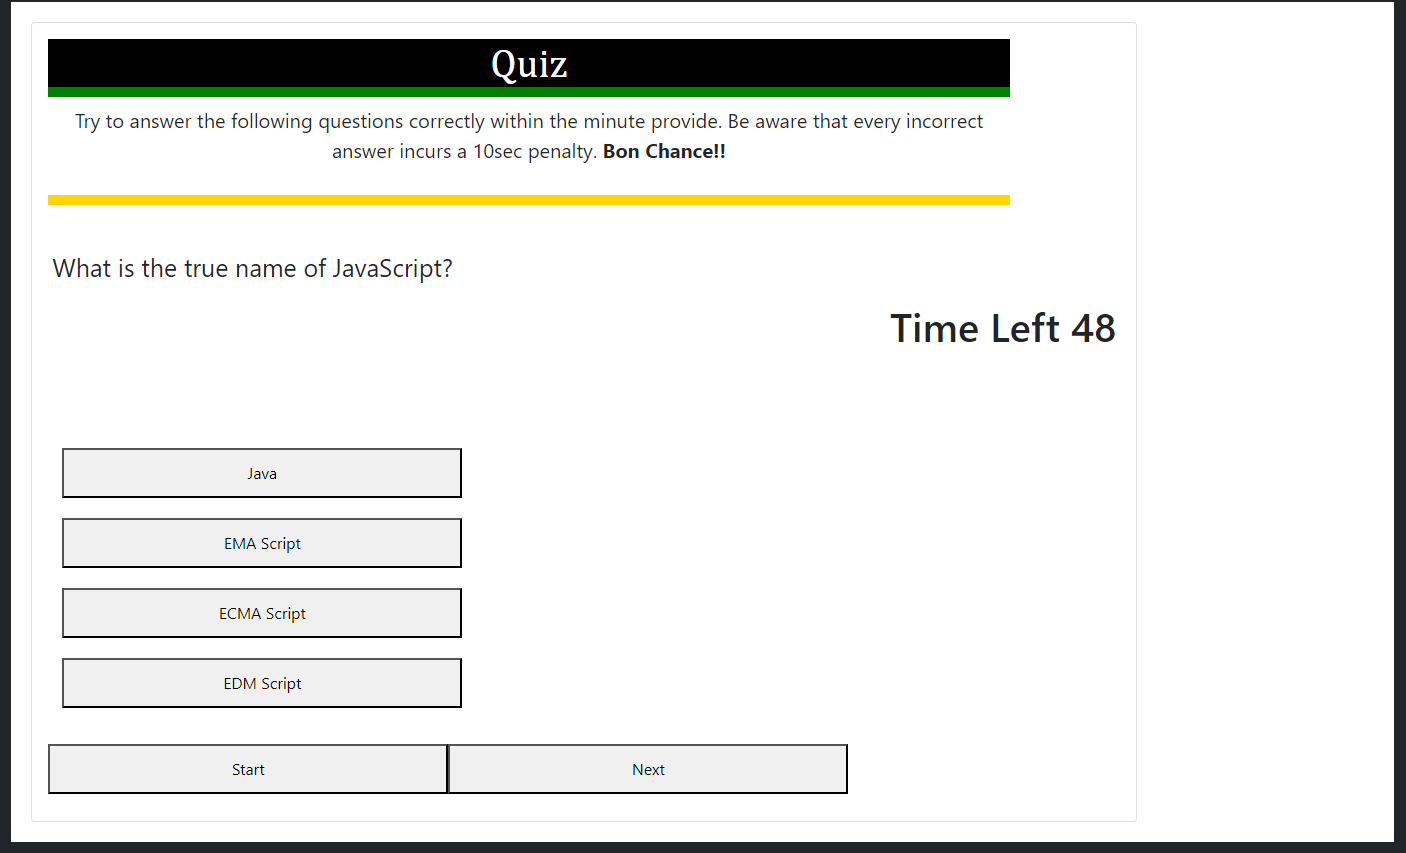 Quiz
Try to answer the following questions correctly within the minute provide. Be aware that every incorrect
answer incurs a 10sec penalty. Bon Chance!!
What is the true name of JavaScript?
Time Left 48
Java
EMA Script
ECMA Script
EDM Script
Start Next